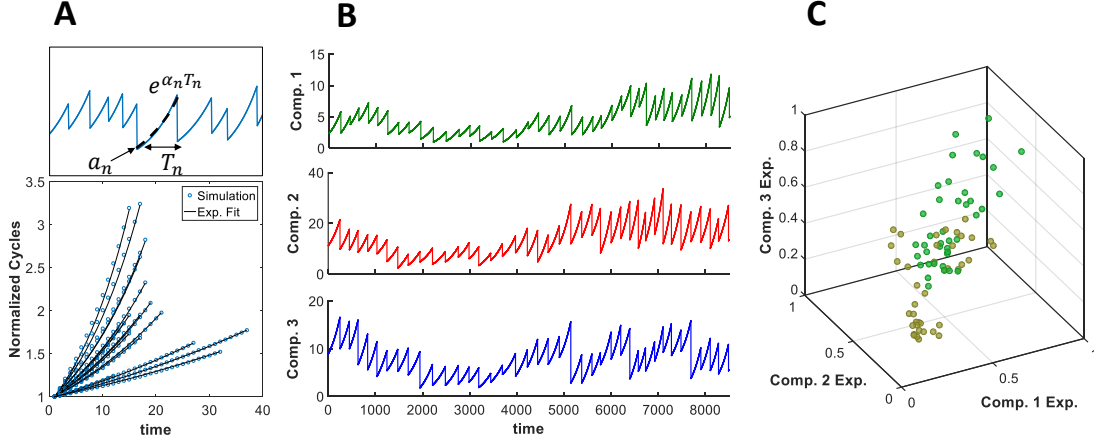 A
e^{α_n T_n}
a_n
T_n
3.5
3
2.5
2
1.5
1
Normalized Cycles
Simulation
Exp. Fit
0 10 20 30 40
time
B
15
10
5
0
Comp. 1
40
20
0
Comp. 2
20
10
0
Comp. 3
0 1000 2000 3000 4000 5000 6000 7000 8000
time
C
1
0.8
0.6
0.4
0.2
0
Comp. 3 Exp.
1
0.5
0
Comp. 2 Exp.
0
0.5
Comp. 1 Exp.